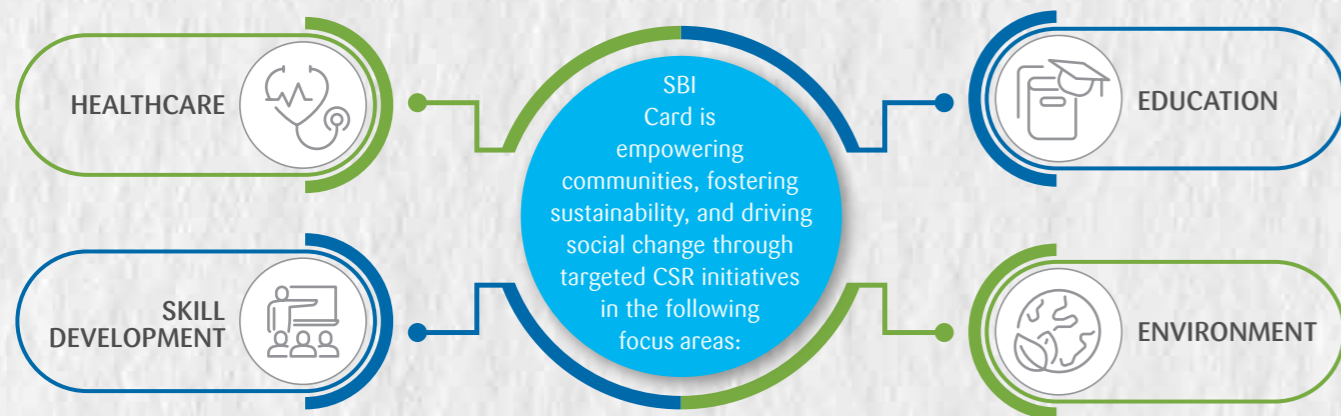 HEALTHCARE
SBI
Card is
empowering
communities, fostering
sustainability, and driving
social change through
targeted CSR initiatives
in the following
focus areas:
EDUCATION
SKILL
DEVELOPMENT
ENVIRONMENT